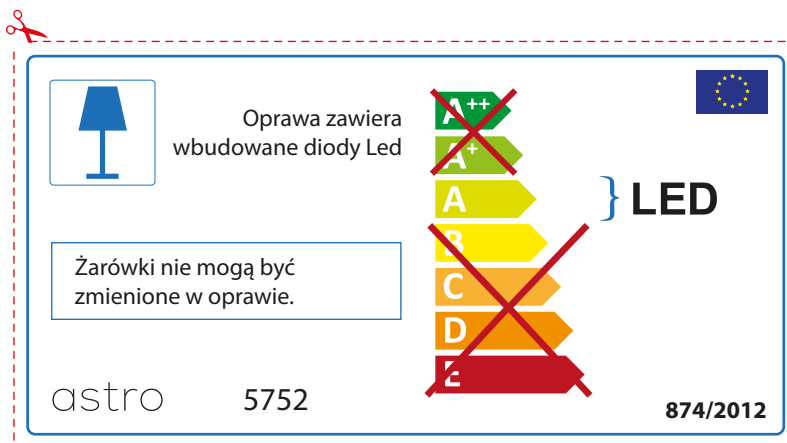 Oprawa zawiera
wbudowane diody Led
A++
A+
A
B
C
D
E
LED
Żarówki nie mogą być
zmienione w oprawie.
astro
5752
874/2012